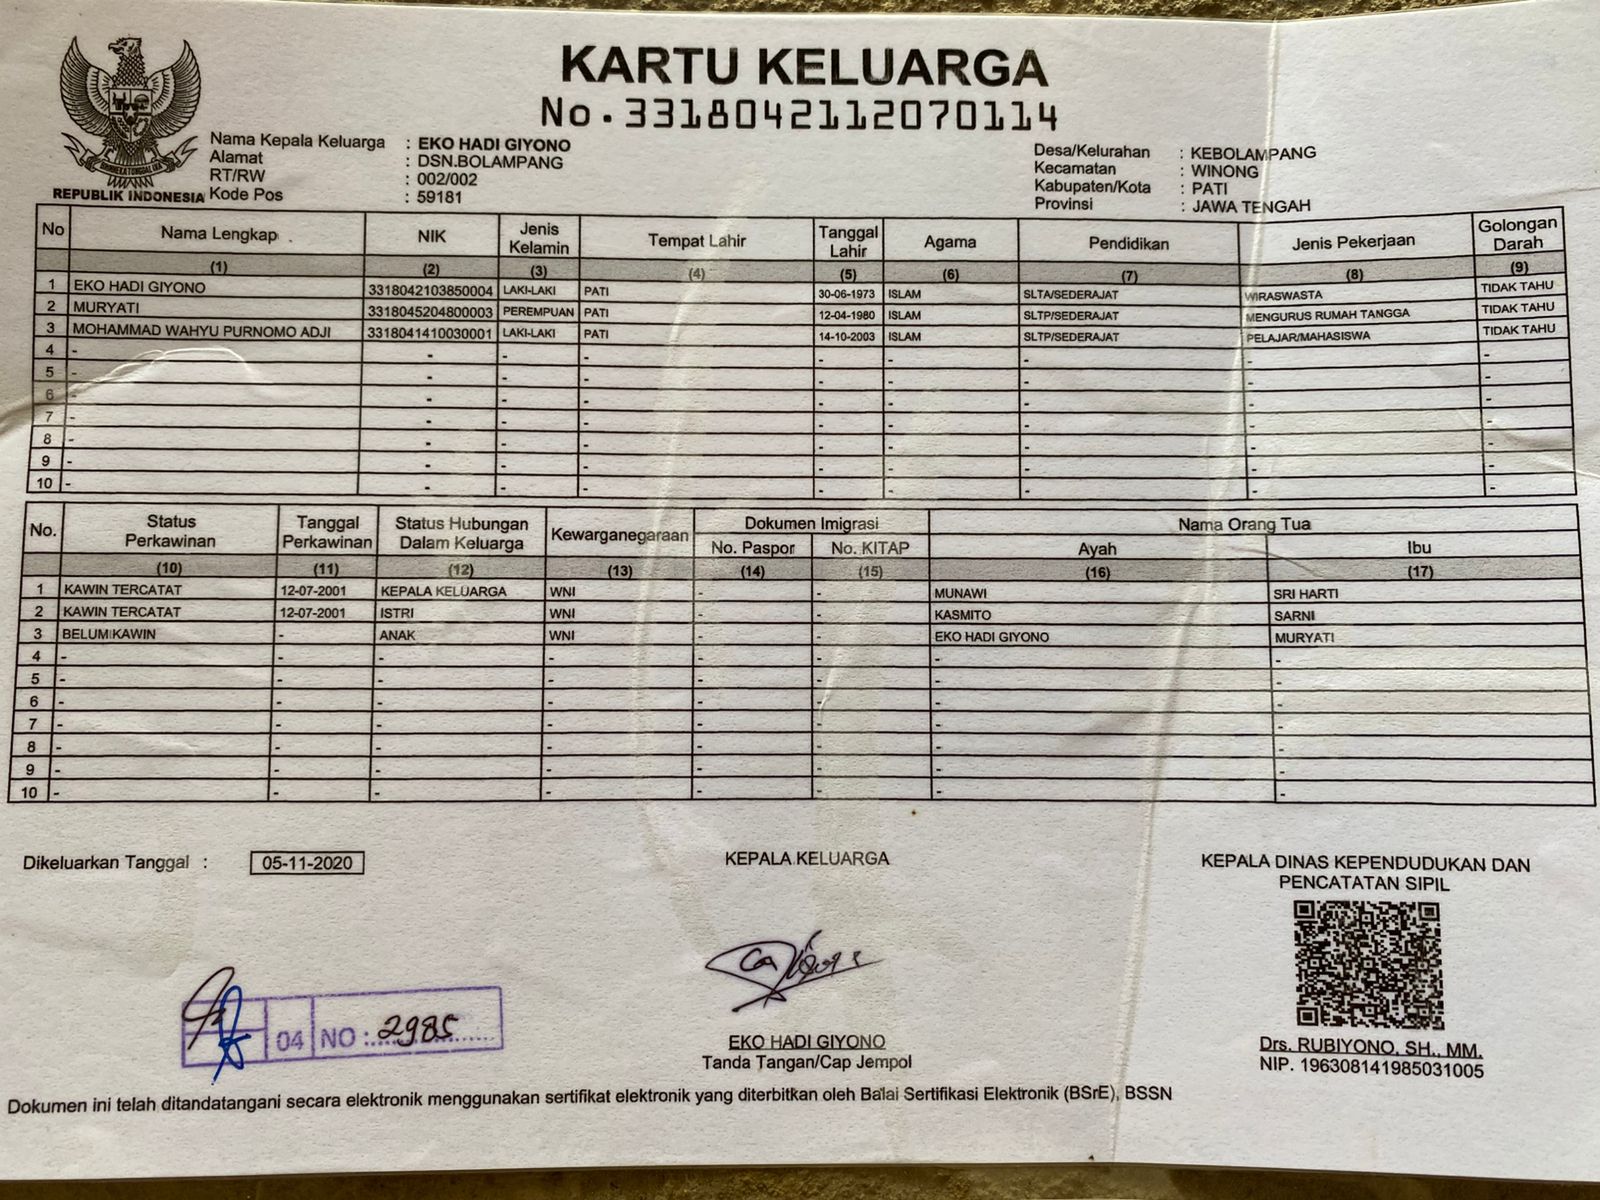 KARTU KELUARGA
No.3318042112070114
REPUBLIK INDONESIA
Nama Kepala Keluarga : EKO HADI GIYONO
Alamat : DSN.BOLAMPANG
RT/RW : 002/002
Kode Pos : 59181
Desa/Kelurahan : KEBOLAMPANG
Kecamatan : WINONG
Kabupaten/Kota : PATI
Provinsi : JAWA TENGAH
No Nama Lengkap NIK Jenis Kelamin Tempat Lahir Tanggal Lahir Agama Pendidikan Jenis Pekerjaan Golongan Darah
(1) (2) (3) (4) (5) (6) (7) (8) (9)
1 EKO HADI GIYONO 3318042103850004 LAKI-LAKI PATI 30-06-1973 ISLAM SLTA/SEDERAJAT WIRASWASTA TIDAK TAHU
2 MURYATI 3318045204800003 PEREMPUAN PATI 12-04-1980 ISLAM SLTP/SEDERAJAT MENGURUS RUMAH TANGGA TIDAK TAHU
3 MOHAMMAD WAHYU PURNOMO ADJI 3318041410030001 LAKI-LAKI PATI 14-10-2003 ISLAM SLTP/SEDERAJAT PELAJAR/MAHASISWA TIDAK TAHU
4 - - - - - - - - -
5 - - - - - - - - -
6 - - - - - - - - -
7 - - - - - - - - -
8 - - - - - - - - -
9 - - - - - - - - -
10 - - - - - - - - -
No. Status Perkawinan Tanggal Perkawinan Status Hubungan Dalam Keluarga Kewarganegaraan Dokumen Imigrasi Nama Orang Tua
No. Paspor No. KITAP Ayah Ibu
(10) (11) (12) (13) (14) (15) (16) (17)
1 KAWIN TERCATAT 12-07-2001 KEPALA KELUARGA WNI - - MUNAWI SRI HARTI
2 KAWIN TERCATAT 12-07-2001 ISTRI WNI - - KASMITO SARNI
3 BELUM KAWIN - ANAK WNI - - EKO HADI GIYONO MURYATI
4 - - - - - - - -
5 - - - - - - - -
6 - - - - - - - -
7 - - - - - - - -
8 - - - - - - - -
9 - - - - - - - -
10 - - - - - - - -
Dikeluarkan Tanggal : 05-11-2020
KEPALA KELUARGA
EKO HADI GIYONO
Tanda Tangan/Cap Jempol
KEPALA DINAS KEPENDUDUKAN DAN
PENCATATAN SIPIL
Drs. RUBIYONO, SH., MM.
NIP. 196308141985031005
04 NO : 2985
Dokumen ini telah ditandatangani secara elektronik menggunakan sertifikat elektronik yang diterbitkan oleh Balai Sertifikasi Elektronik (BSrE), BSSN